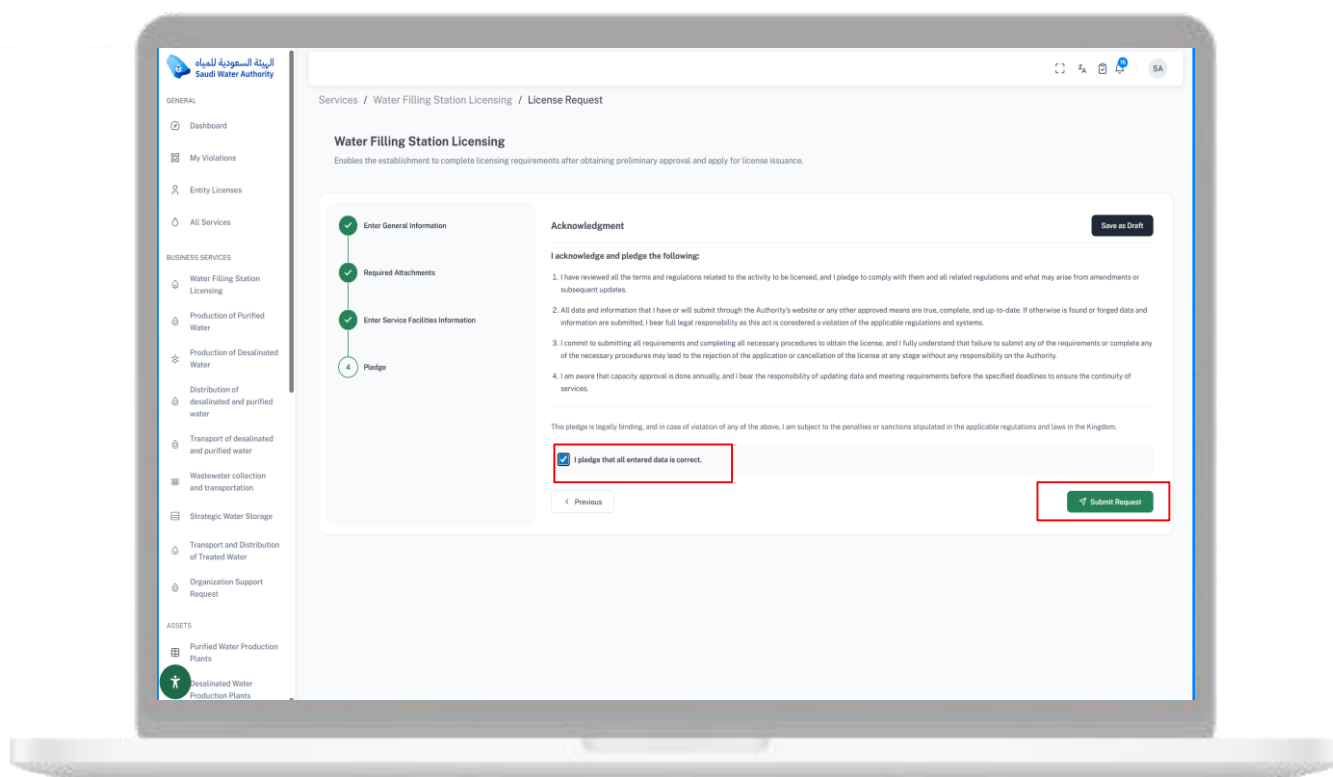 الهيئة السعودية للمياه
Saudi Water Authority
GENERAL
Dashboard
My Violations
Entity Licenses
All Services
BUSINESS SERVICES
Water Filling Station
Licensing
Production of Purified
Water
Production of Desalinated
Water
Distribution of
desalinated and purified
water
Transport of desalinated
and purified water
Wastewater collection
and transportation
Strategic Water Storage
Transport and Distribution
of Treated Water
Organization Support
Request
ASSETS
Purified Water Production
Plants
Desalinated Water
Production Plants
SA
Services / Water Filling Station Licensing / License Request
Water Filling Station Licensing
Enables the establishment to complete licensing requirements after obtaining preliminary approval and apply for license issuance.
Enter General Information
Required Attachments
Enter Service Facilities Information
4 Pledge
Acknowledgment
Save as Draft
I acknowledge and pledge the following:
1. I have reviewed all the terms and regulations related to the activity to be licensed, and I pledge to comply with them and all related regulations and what may arise from amendments or
subsequent updates.
2. All data and information that I have or will submit through the Authority's website or any other approved means are true, complete, and up-to-date. If otherwise is found or forged data and
information are submitted, I bear full legal responsibility as this act is considered a violation of the applicable regulations and systems.
3. I commit to submitting all requirements and completing all necessary procedures to obtain the license, and I fully understand that failure to submit any of the requirements or complete any
of the necessary procedures may lead to the rejection of the application or cancellation of the license at any stage without any responsibility on the Authority.
4. I am aware that capacity approval is done annually, and I bear the responsibility of updating data and meeting requirements before the specified deadlines to ensure the continuity of
services.
This pledge is legally binding, and in case of violation of any of the above, I am subject to the penalties or sanctions stipulated in the applicable regulations and laws in the Kingdom.
I pledge that all entered data is correct.
Previous
Submit Request